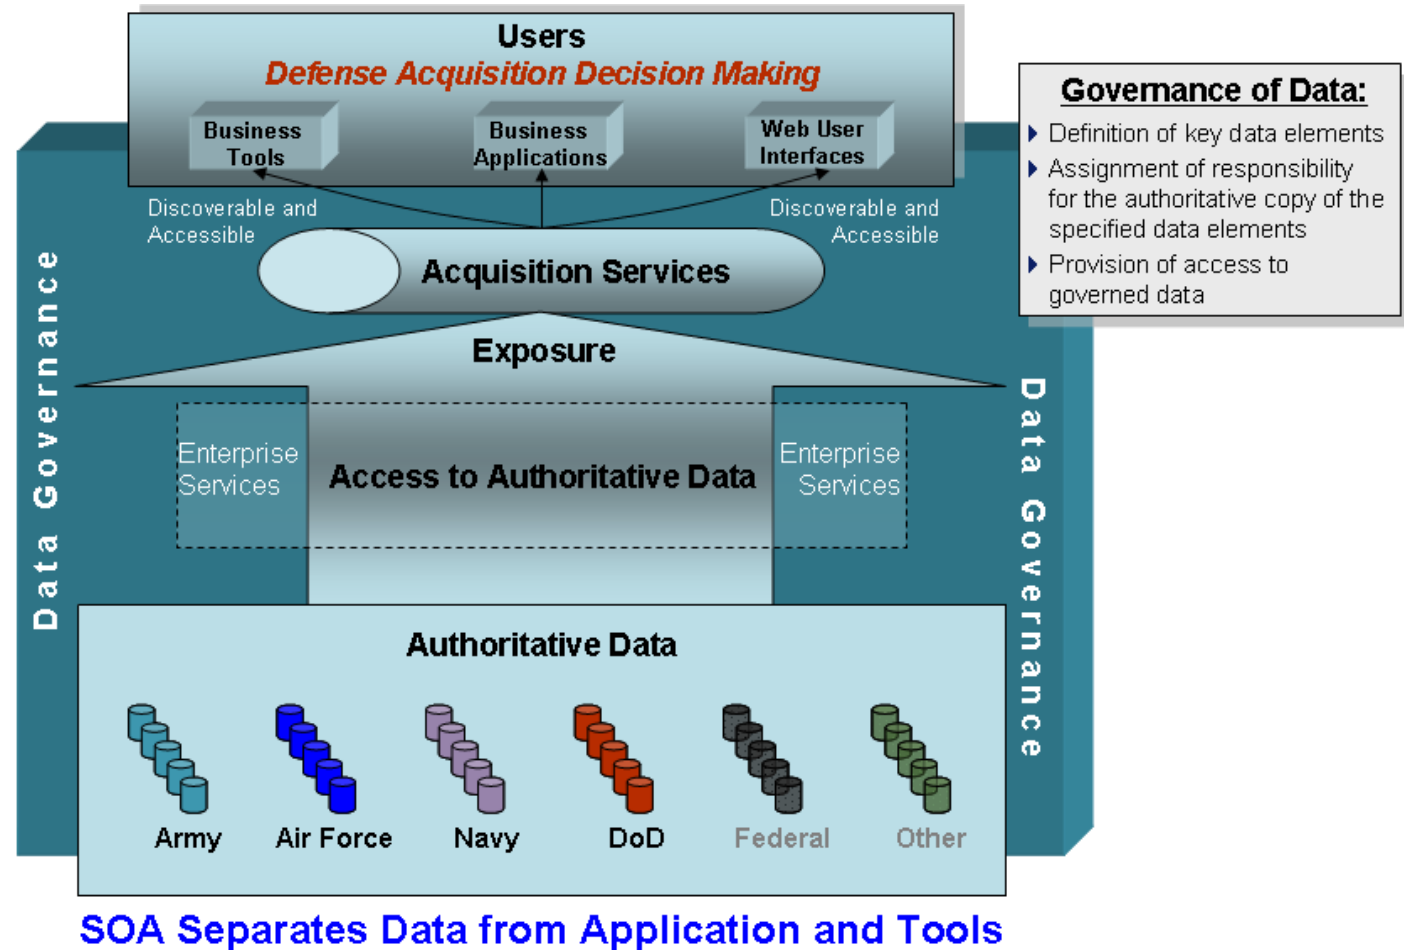 Users
Defense Acquisition Decision Making
Business
Tools
Business
Applications
Web User
Interfaces
Governance of Data:
Definition of key data elements
Assignment of responsibility
for the authoritative copy of the
specified data elements
Provision of access to
governed data
Discoverable and
Accessible
Discoverable and
Accessible
Acquisition Services
Exposure
Data Governance
Data Governance
Enterprise
Services
Access to Authoritative Data
Enterprise
Services
Authoritative Data
Army
Air Force
Navy
DoD
Federal
Other
SOA Separates Data from Application and Tools